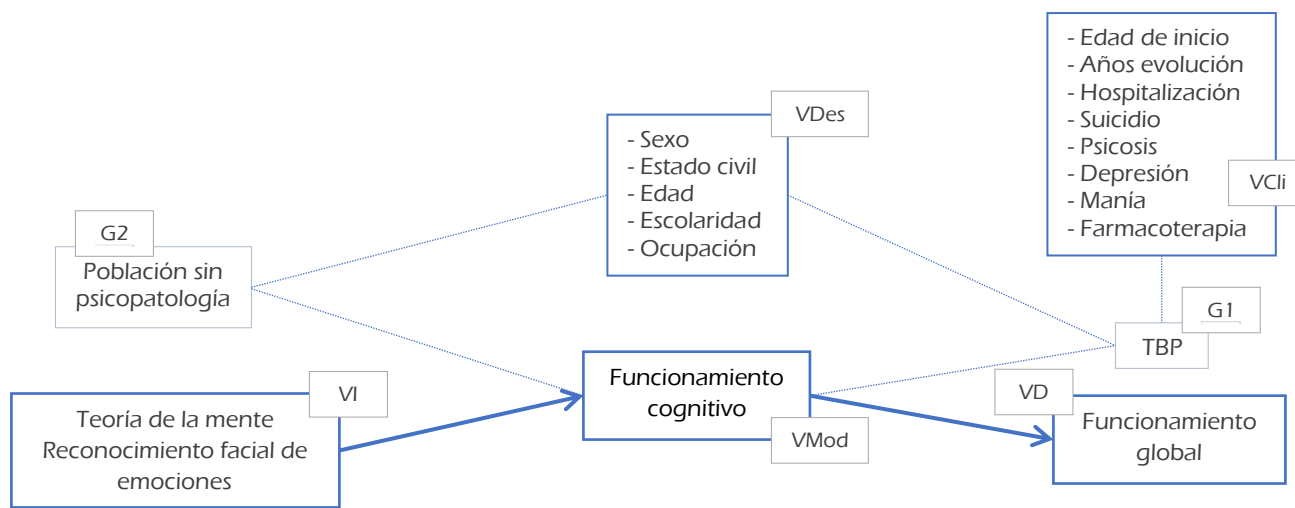 - Edad de inicio
- Años evolución
- Hospitalización
- Suicidio
- Psicosis
- Depresión
- Manía
- Farmacoterapia
VCli
VDes
- Sexo
- Estado civil
- Edad
- Escolaridad
- Ocupación
G2
Población sin
psicopatología
G1
TBP
VI
Teoría de la mente
Reconocimiento facial de
emociones
Funcionamiento
cognitivo
VMod
VD
Funcionamiento
global